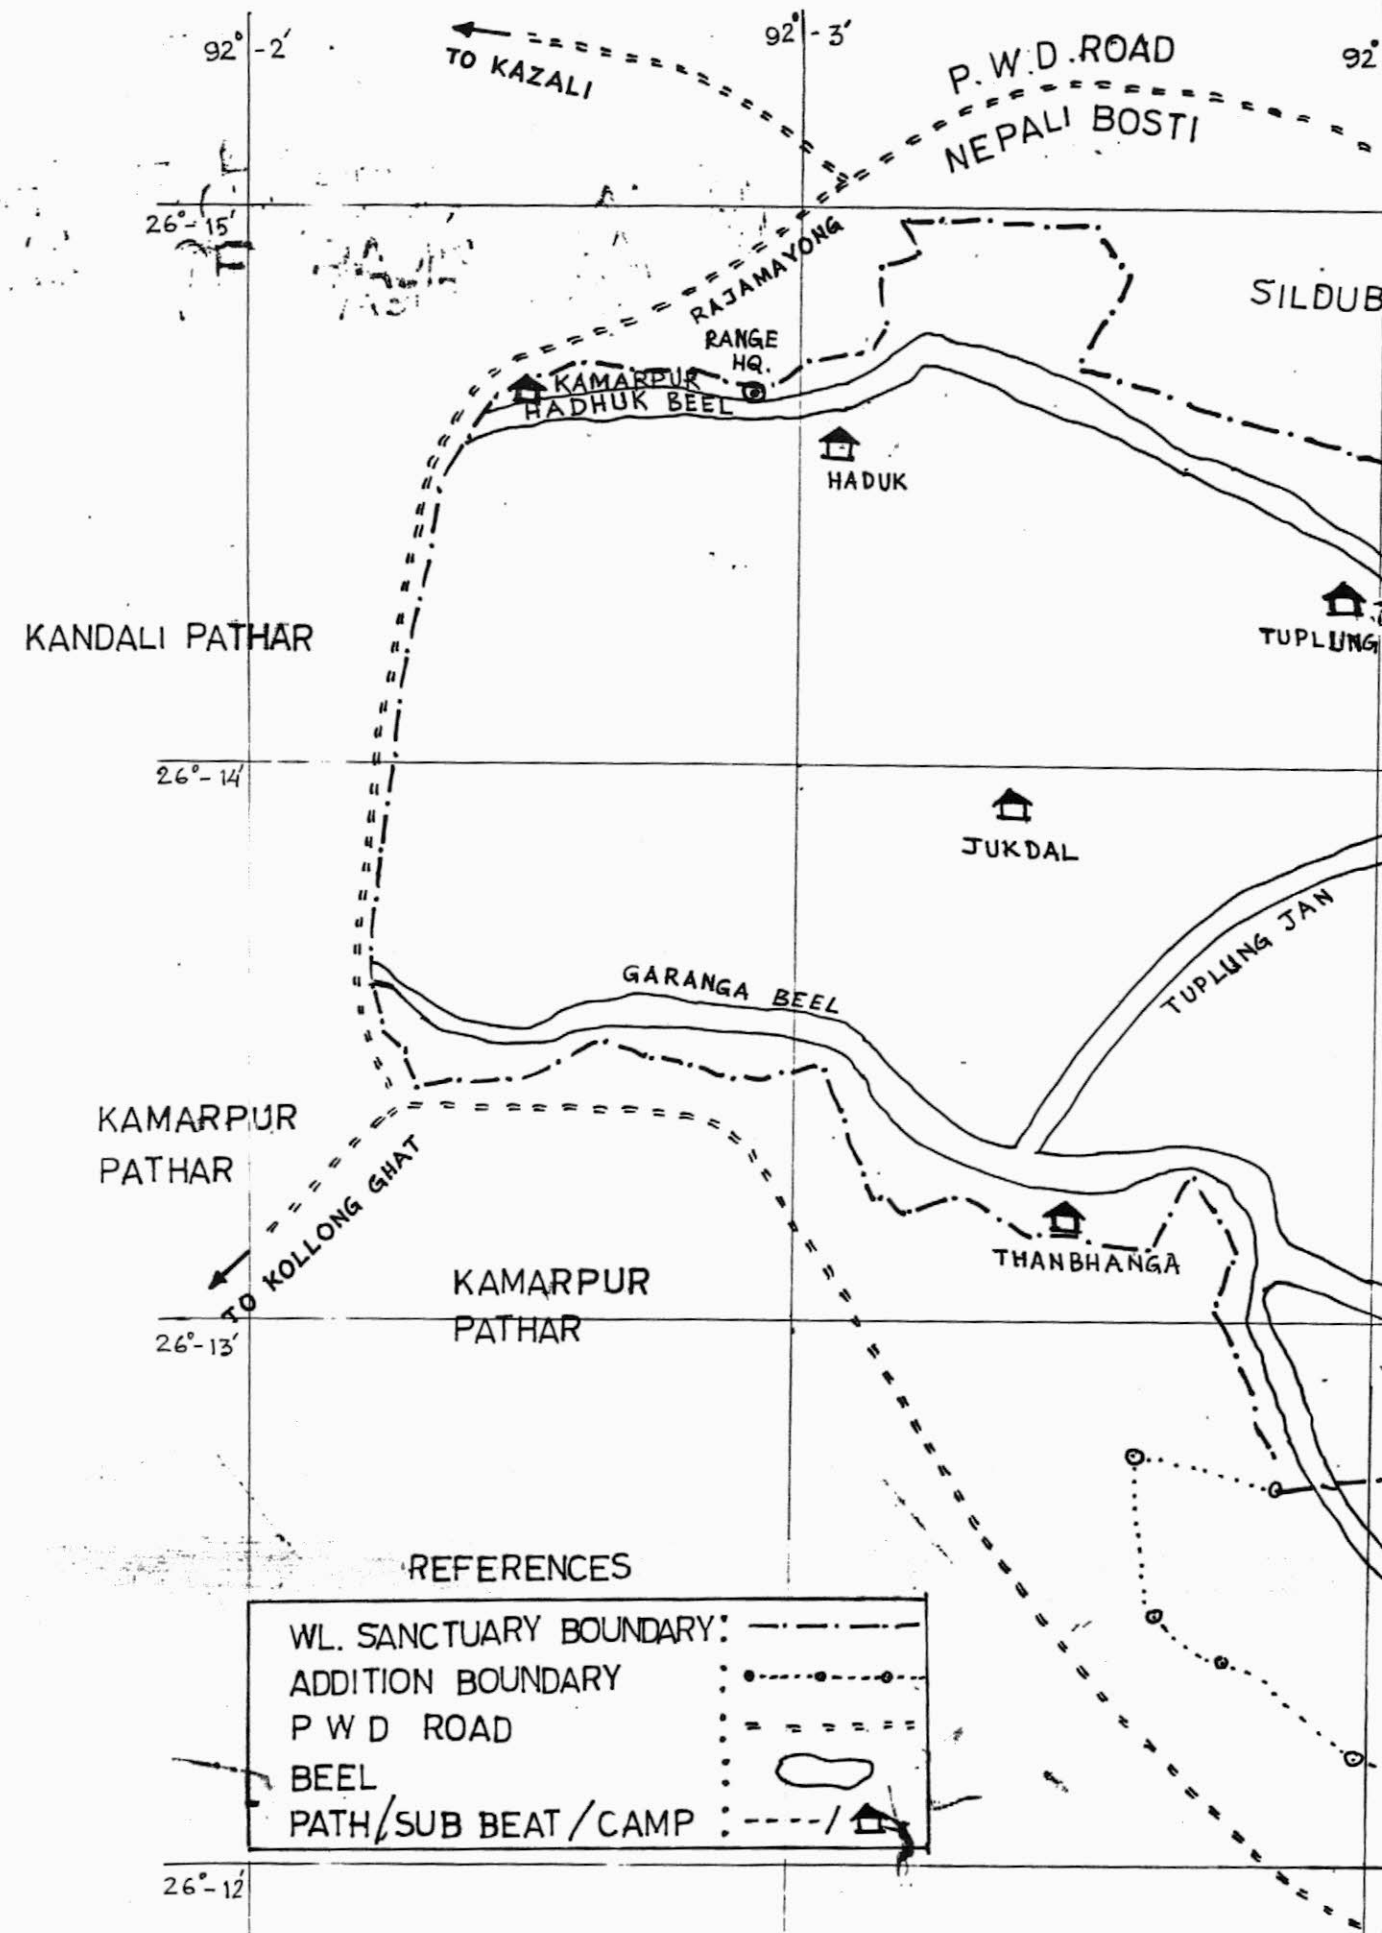 92°-2'
92°-3'
92°
TO KAZALI
P.W.D. ROAD
NEPALI BOSTI
26°-15'
RAJAMAYONG
SILDUB
RANGE
HQ.
KAMARPUR
HADHUK BEEL
HADUK
TUPLUNG
KANDALI PATHAR
26°-14'
JUKDAL
TUPLUNG JAN
GARANGA BEEL
KAMARPUR
PATHAR
TO KOLLONG GHAT
THANBHANGA
KAMARPUR
PATHAR
26°-13'
REFERENCES
WL. SANCTUARY BOUNDARY:
ADDITION BOUNDARY :
P W D ROAD :
BEEL :
PATH/SUB BEAT/CAMP : /
26°-12'